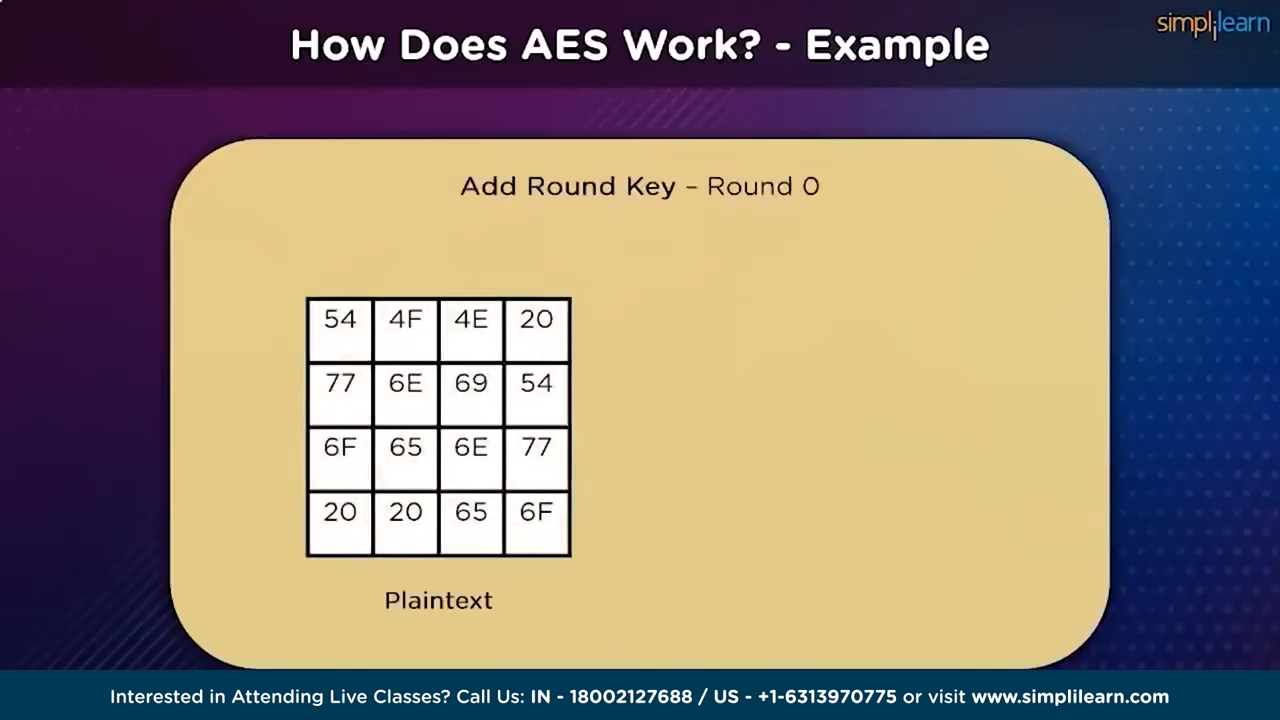 How Does AES Work? - Example
simplilearn
Add Round Key – Round 0
54 4F 4E 20
77 6E 69 54
6F 65 6E 77
20 20 65 6F
Plaintext
Interested in Attending Live Classes? Call Us: IN - 18002127688 / US - +1-6313970775 or visit www.simplilearn.com